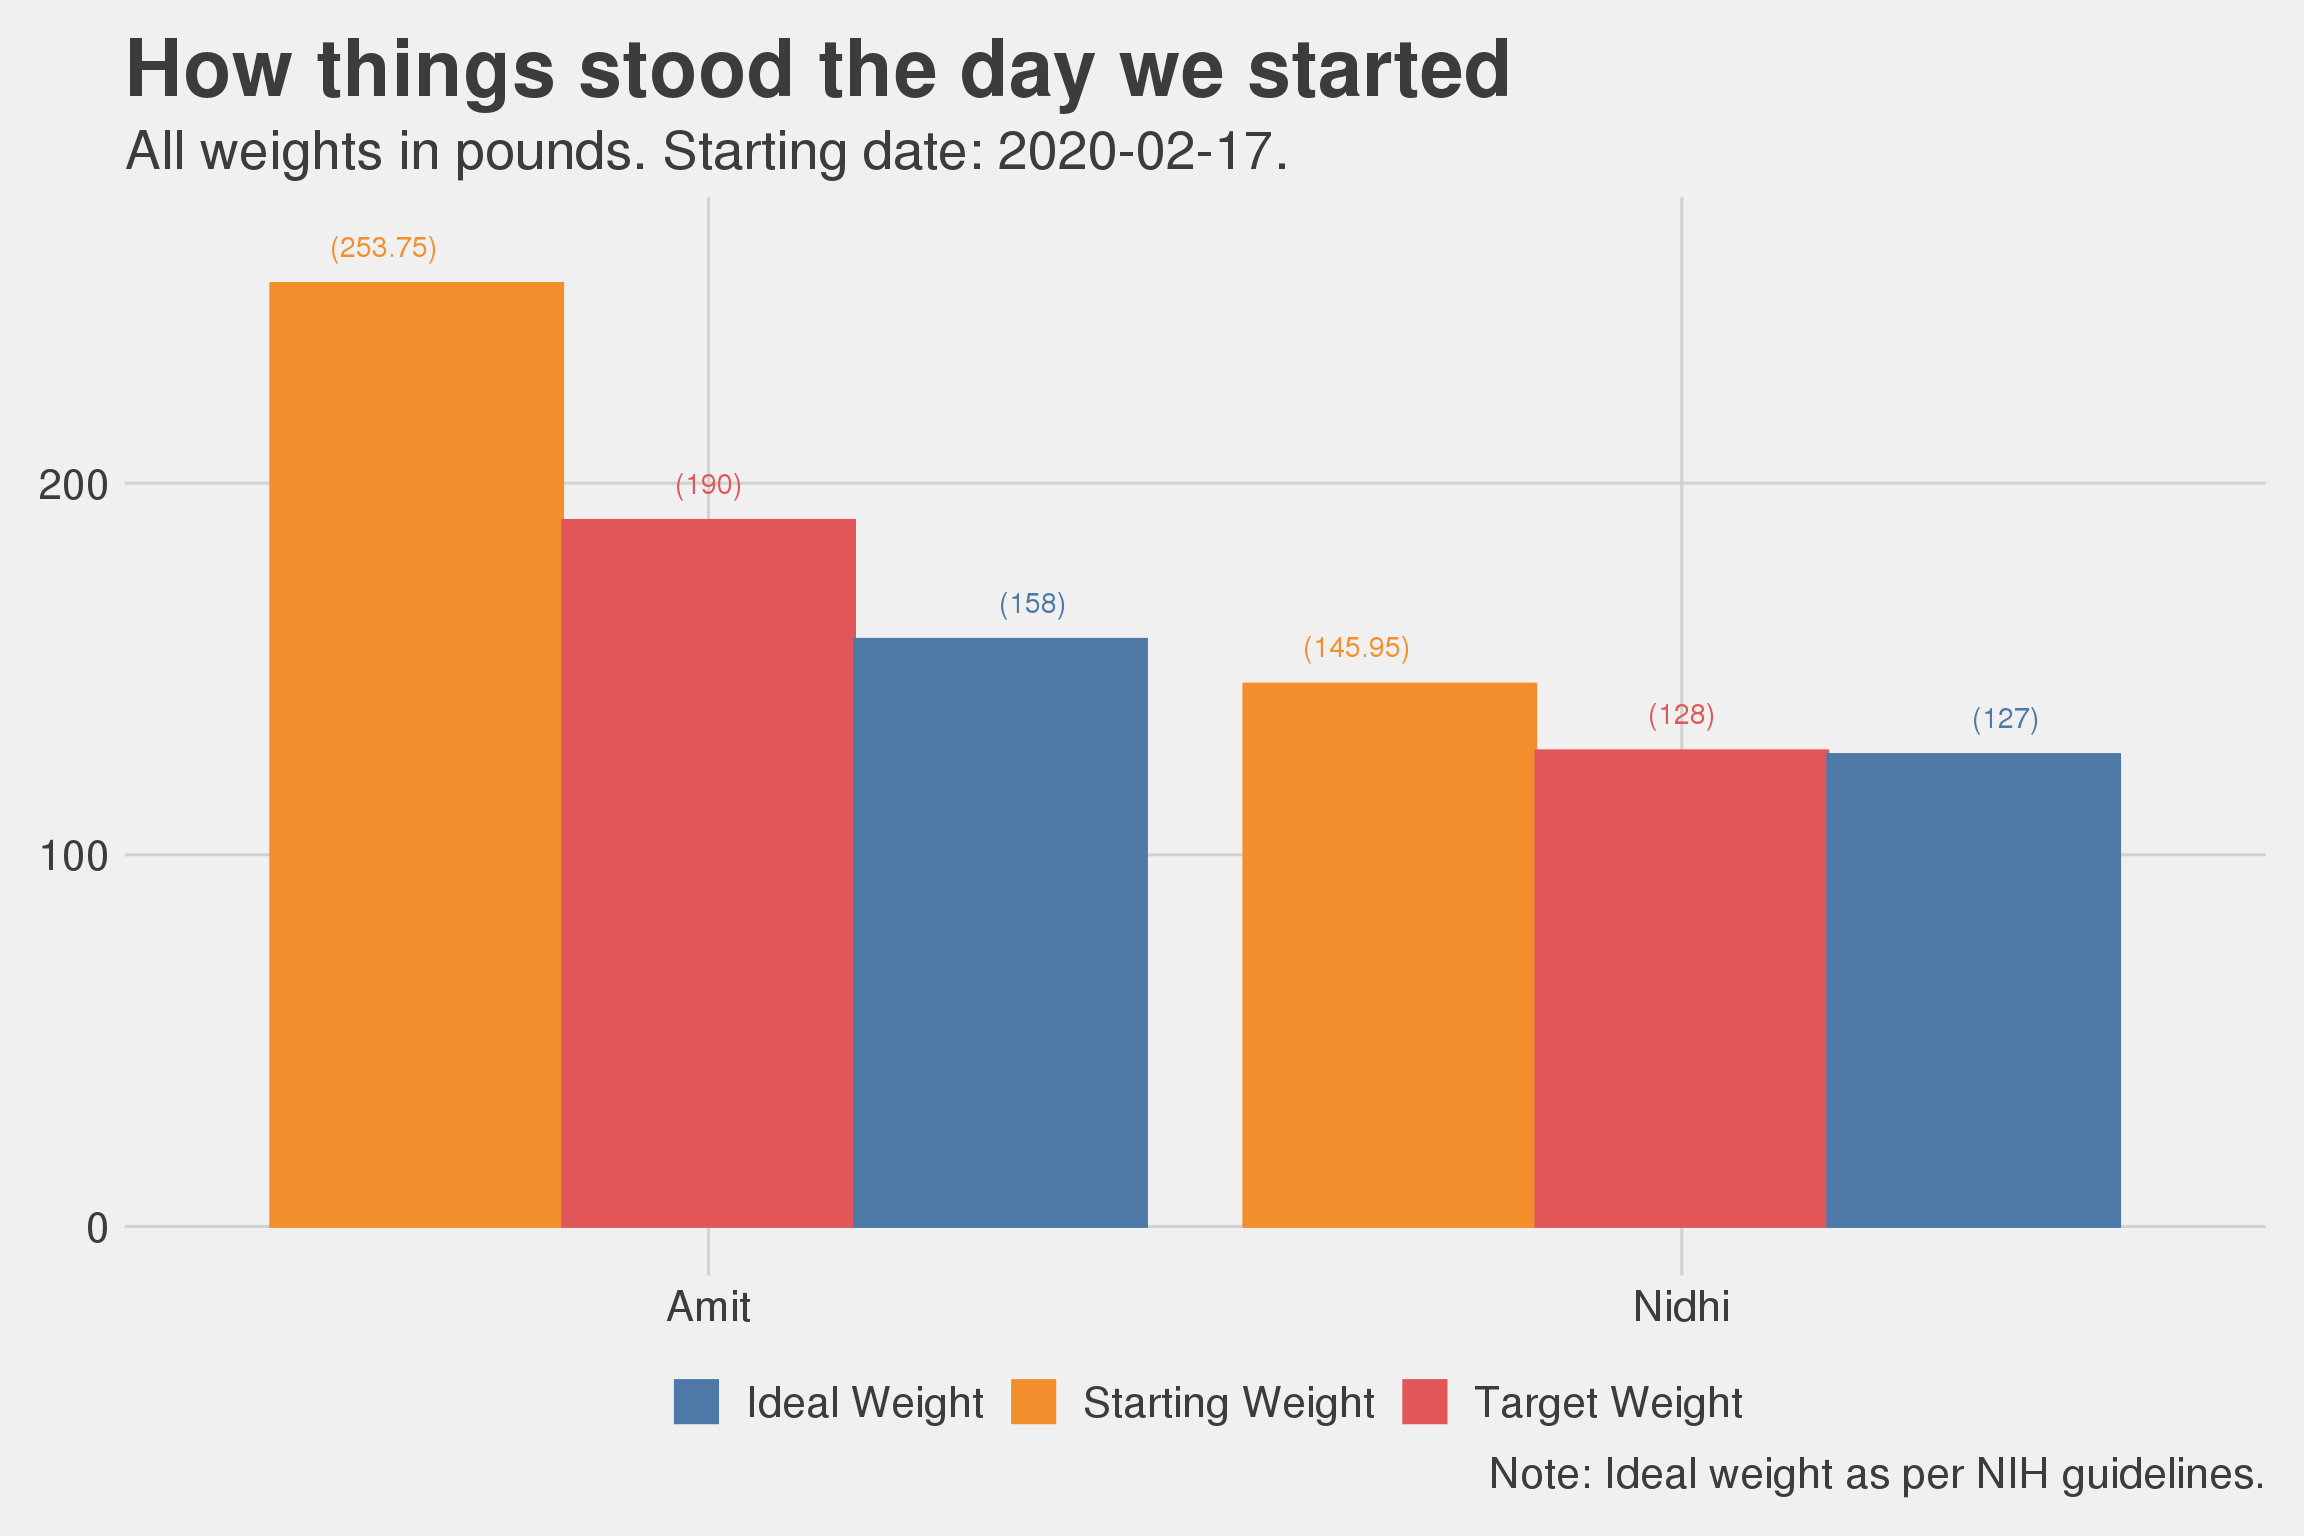 How things stood the day we started
All weights in pounds. Starting date: 2020-02-17.
(253.75)
200
(190)
(158)
(145.95)
(128)
(127)
100
0
Amit
Nidhi
Ideal Weight
Starting Weight
Target Weight
Note: Ideal weight as per NIH guidelines.